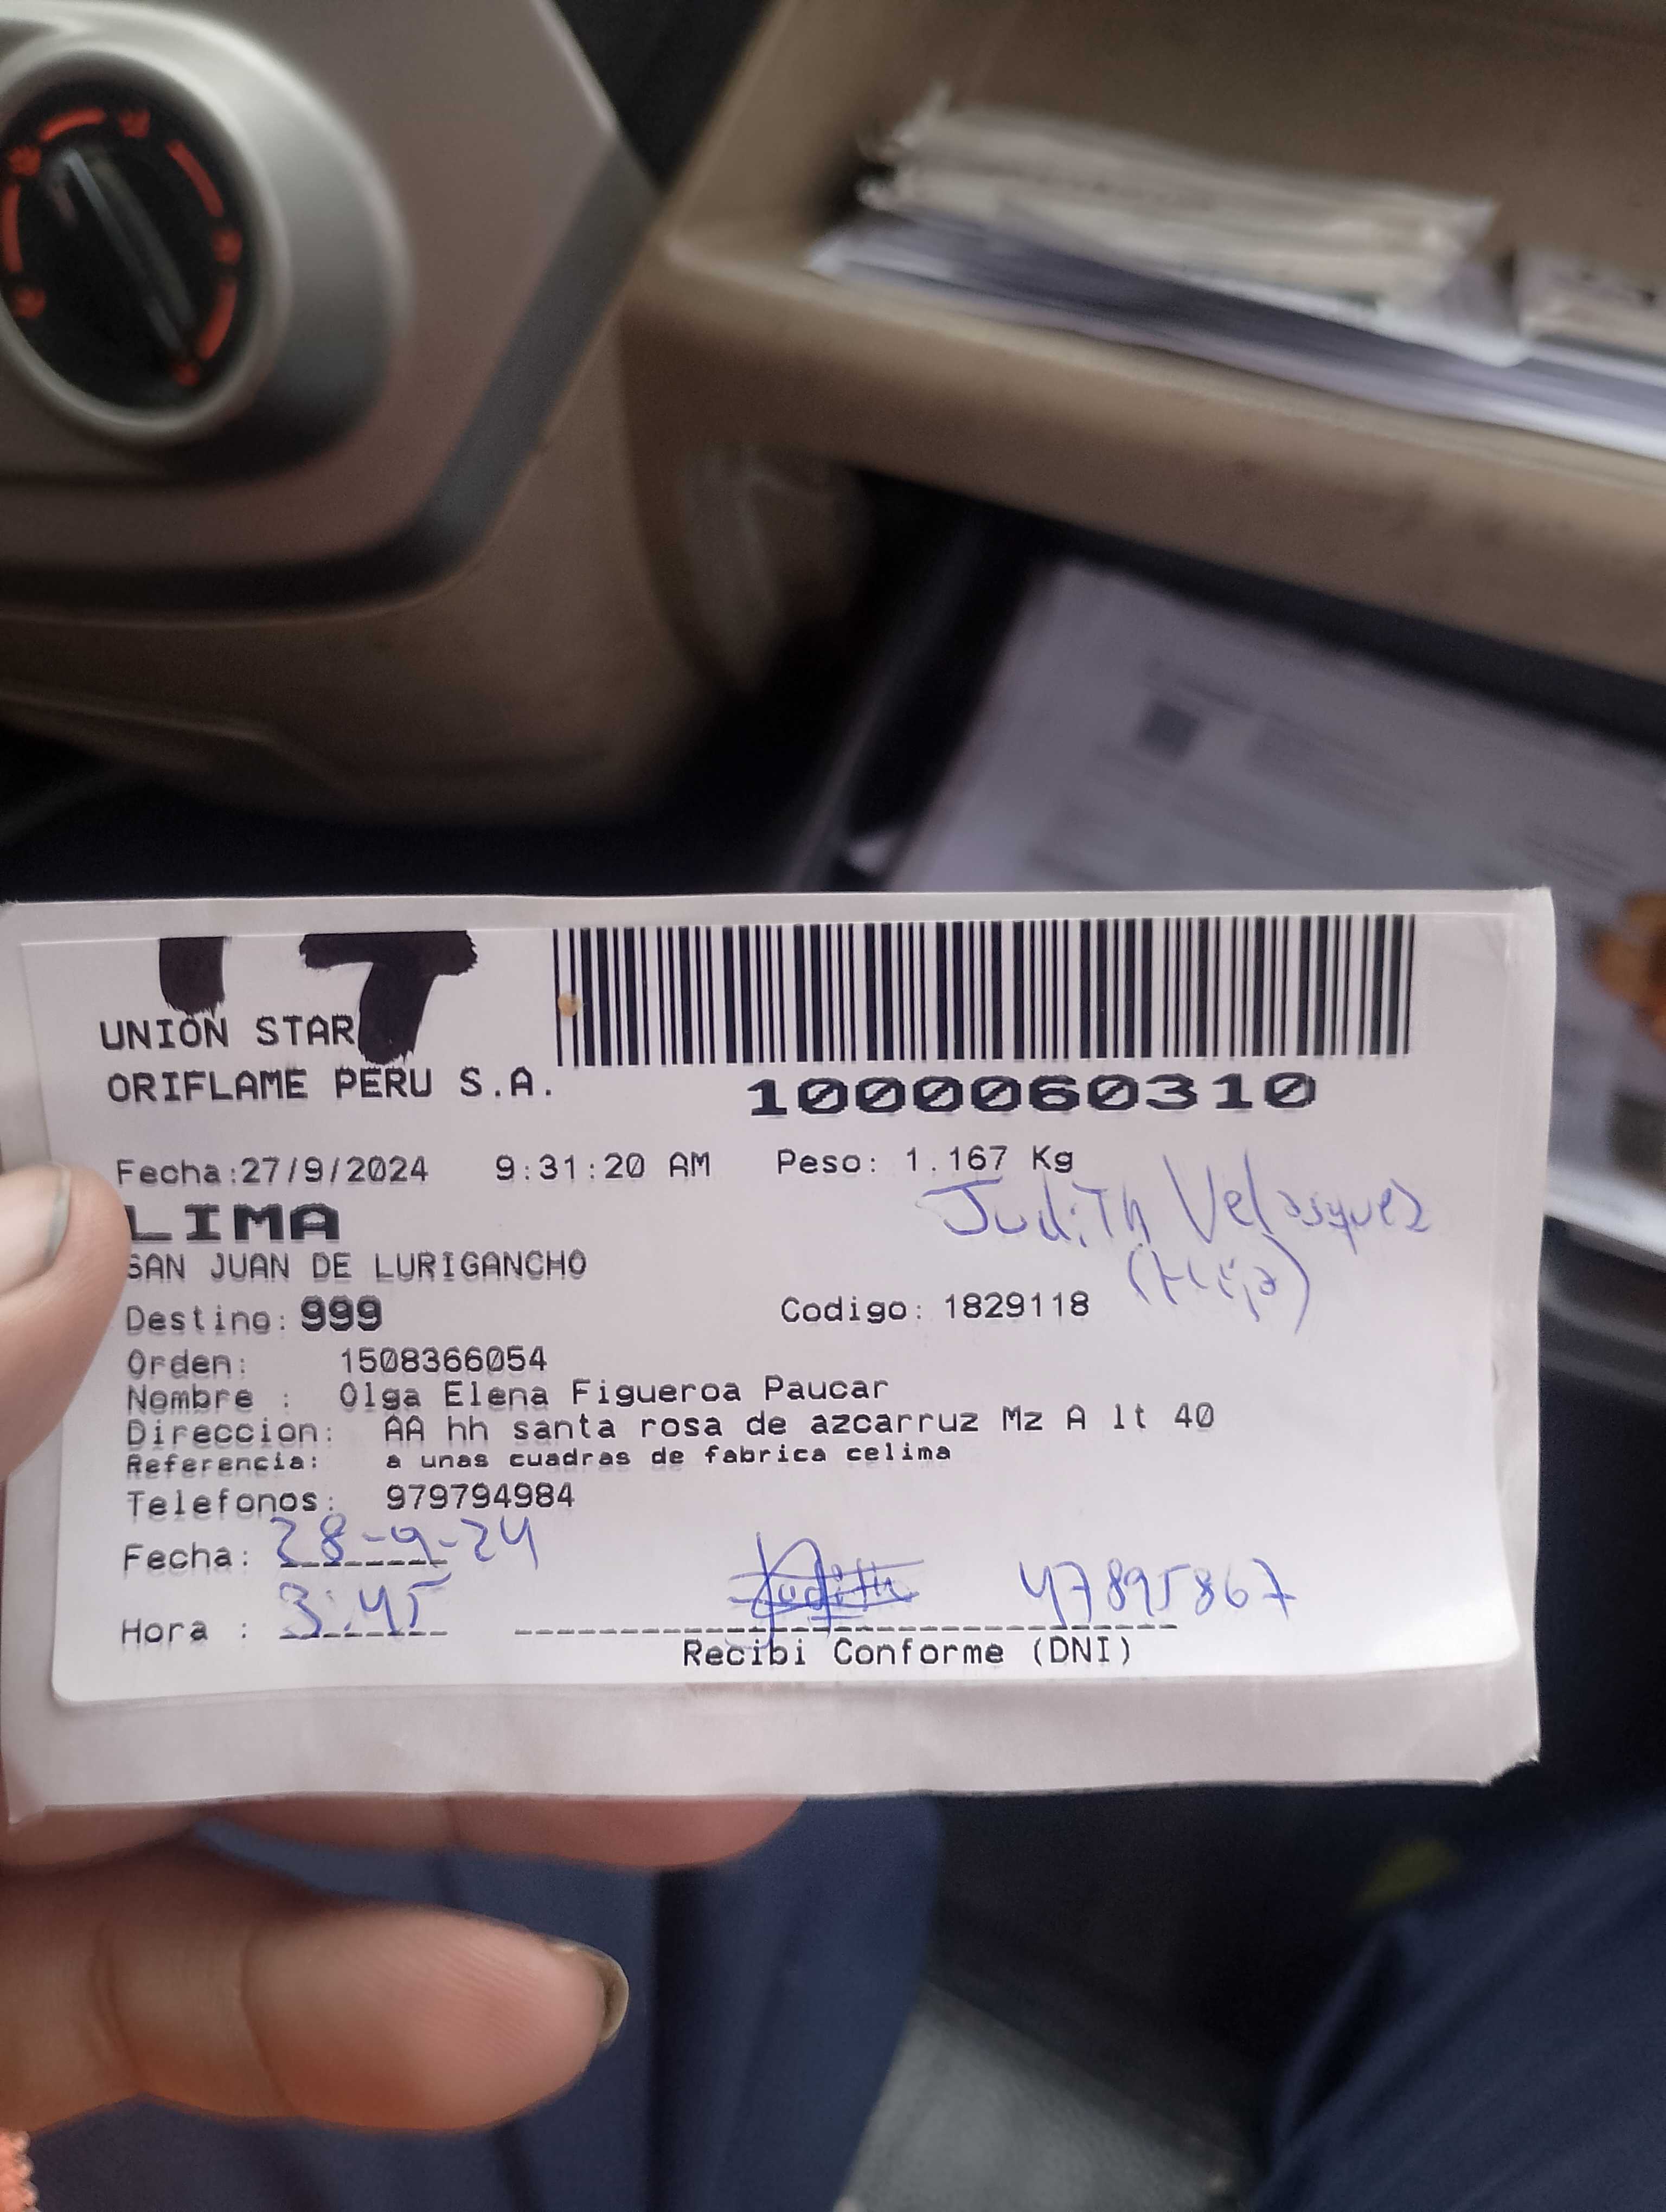 UNION STAR
ORIFLAME PERU S.A.
1000060310
Fecha:27/9/2024 9:31:20 AM Peso: 1.167 Kg
Judith Velasquez
LIMA
(Hija)
SAN JUAN DE LURIGANCHO
Destino: 999 Codigo: 1829118
Orden: 1508366054
Nombre : Olga Elena Figueroa Paucar
Direccion: AA hh santa rosa de azcarruz Mz A lt 40
Referencia: a unas cuadras de fabrica celima
Telefonos: 979794984
Fecha: 28-9-24
Hora : 3:45 Judith 47895867
Recibi Conforme (DNI)